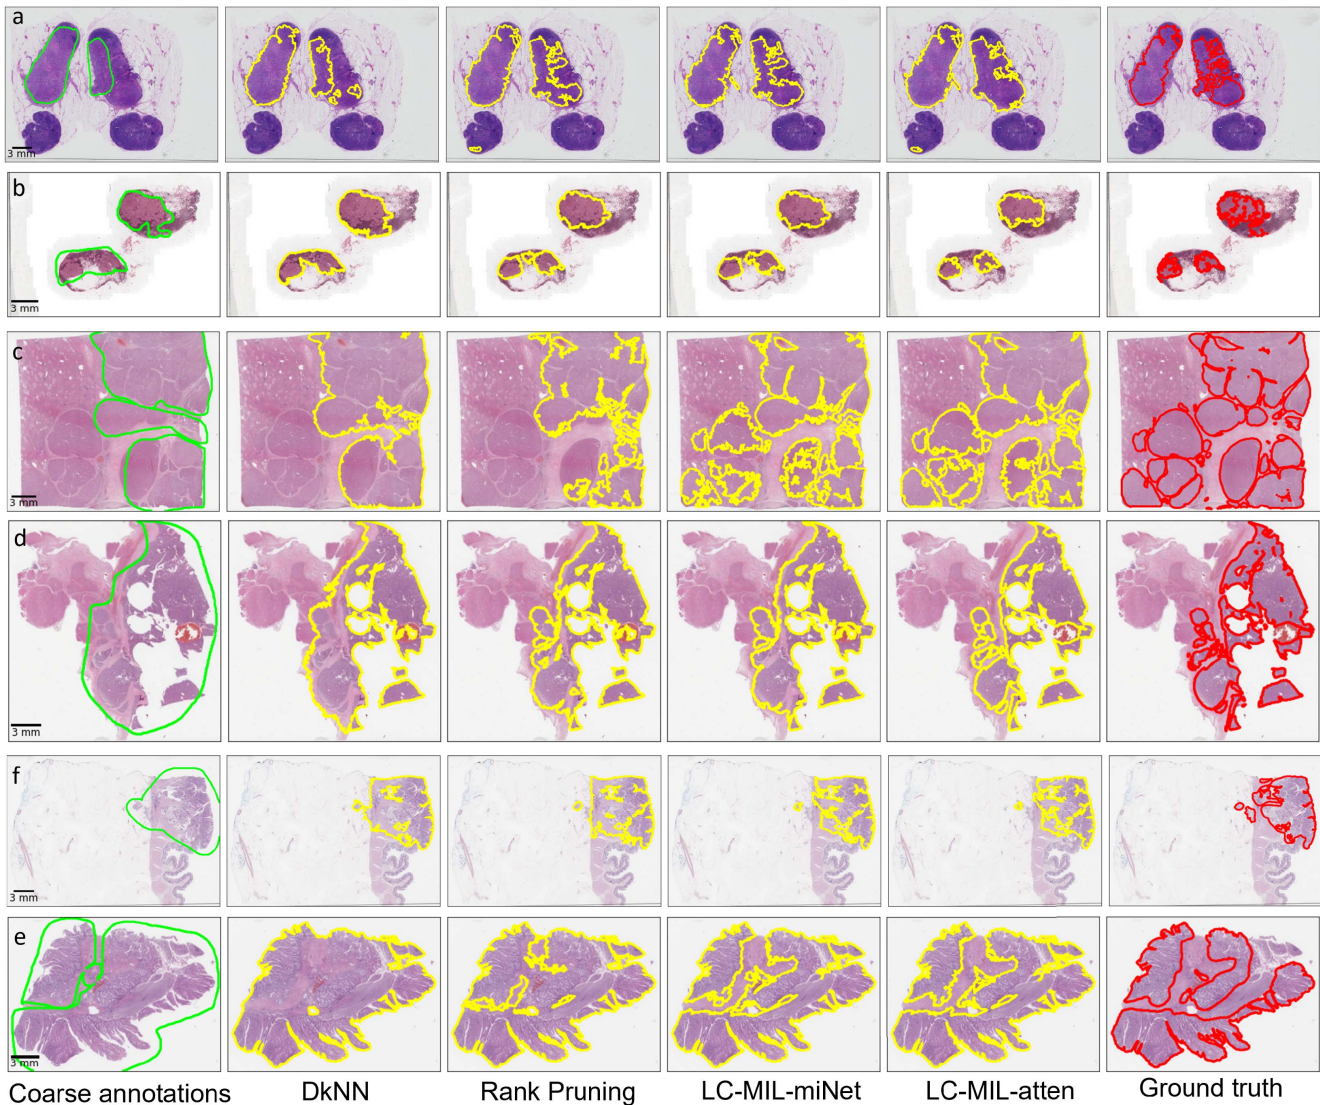 a
3 mm
b
3 mm
c
3 mm
d
3 mm
f
3 mm
e
3 mm
Coarse annotations DkNN Rank Pruning LC-MIL-miNet LC-MIL-atten Ground truth